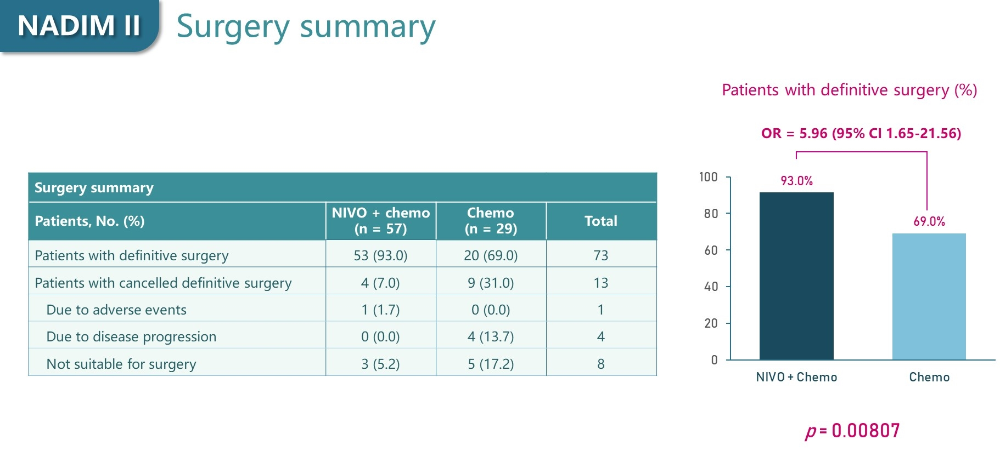 NADIM II
Surgery summary
Surgery summary
Patients, No. (%)
NIVO + chemo
(n = 57)
Chemo
(n = 29)
Total
Patients with definitive surgery
53 (93.0)
20 (69.0)
73
Patients with cancelled definitive surgery
4 (7.0)
9 (31.0)
13
Due to adverse events
1 (1.7)
0 (0.0)
1
Due to disease progression
0 (0.0)
4 (13.7)
4
Not suitable for surgery
3 (5.2)
5 (17.2)
8
Patients with definitive surgery (%)
OR = 5.96 (95% CI 1.65-21.56)
100
80
60
40
20
0
93.0%
69.0%
NIVO + Chemo
Chemo
p = 0.00807